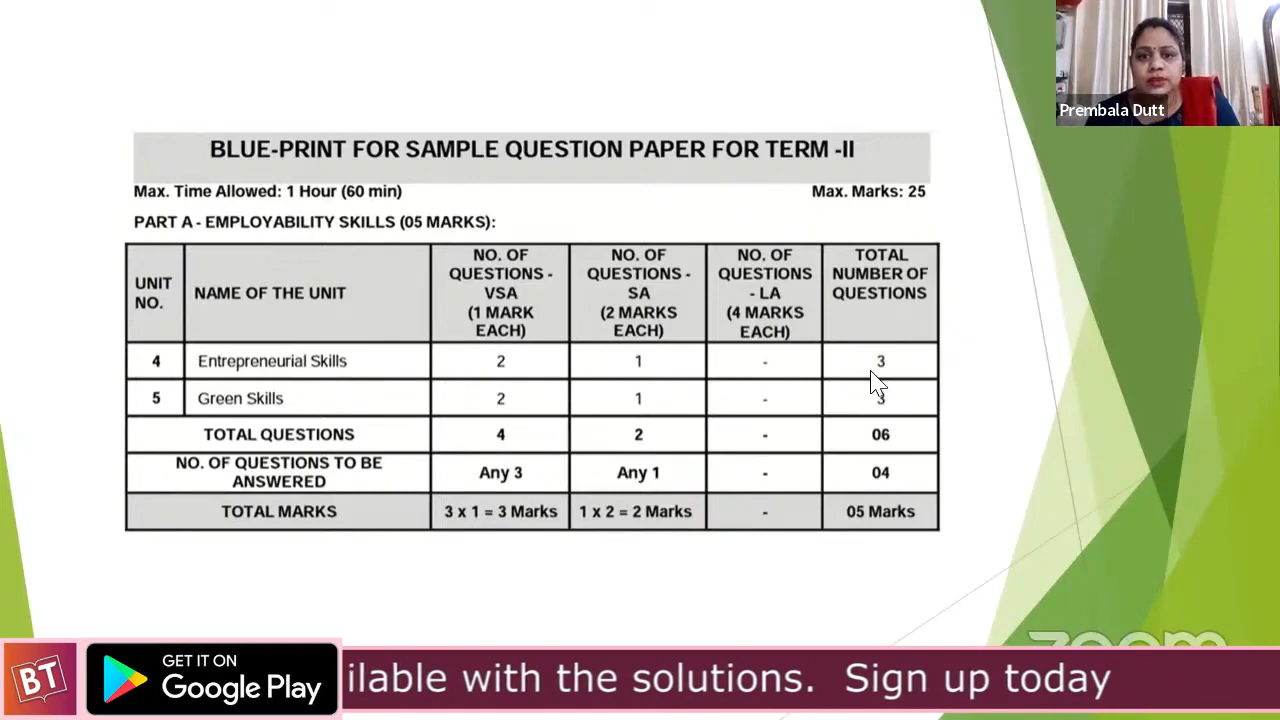 Prembala Dutt
BLUE-PRINT FOR SAMPLE QUESTION PAPER FOR TERM -II
Max. Time Allowed: 1 Hour (60 min) Max. Marks: 25
PART A - EMPLOYABILITY SKILLS (05 MARKS):
UNIT NO. NAME OF THE UNIT NO. OF QUESTIONS - VSA (1 MARK EACH) NO. OF QUESTIONS - SA (2 MARKS EACH) NO. OF QUESTIONS - LA (4 MARKS EACH) TOTAL NUMBER OF QUESTIONS
4 Entrepreneurial Skills 2 1 - 3
5 Green Skills 2 1 - 3
TOTAL QUESTIONS 4 2 - 06
NO. OF QUESTIONS TO BE ANSWERED Any 3 Any 1 - 04
TOTAL MARKS 3 x 1 = 3 Marks 1 x 2 = 2 Marks - 05 Marks
zoom
BT GET IT ON Google Play ilable with the solutions. Sign up today